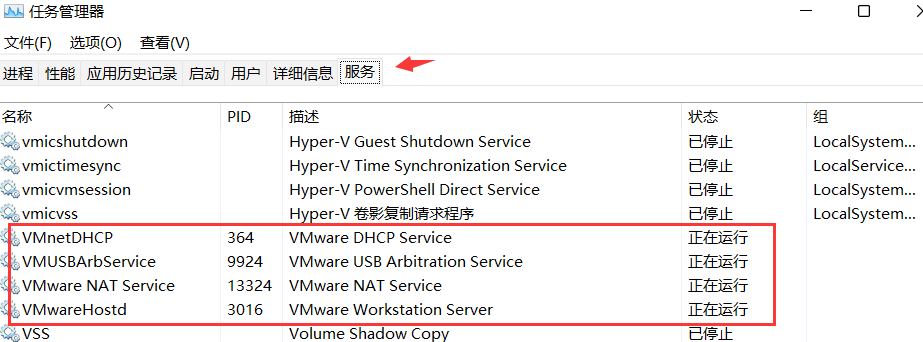 任务管理器
文件(F) 选项(O) 查看(V)
进程 性能 应用历史记录 启动 用户 详细信息 服务
名称 PID 描述 状态 组
vmicshutdown Hyper-V Guest Shutdown Service 已停止 LocalSystem...
vmictimesync Hyper-V Time Synchronization Service 已停止 LocalService...
vmicvmsession Hyper-V PowerShell Direct Service 已停止 LocalSystem...
vmicvss Hyper-V 卷影复制请求程序 已停止 LocalSystem...
VMnetDHCP 364 VMware DHCP Service 正在运行
VMUSBArbService 9924 VMware USB Arbitration Service 正在运行
VMware NAT Service 13324 VMware NAT Service 正在运行
VMwareHostd 3016 VMware Workstation Server 正在运行
VSS Volume Shadow Copy 已停止